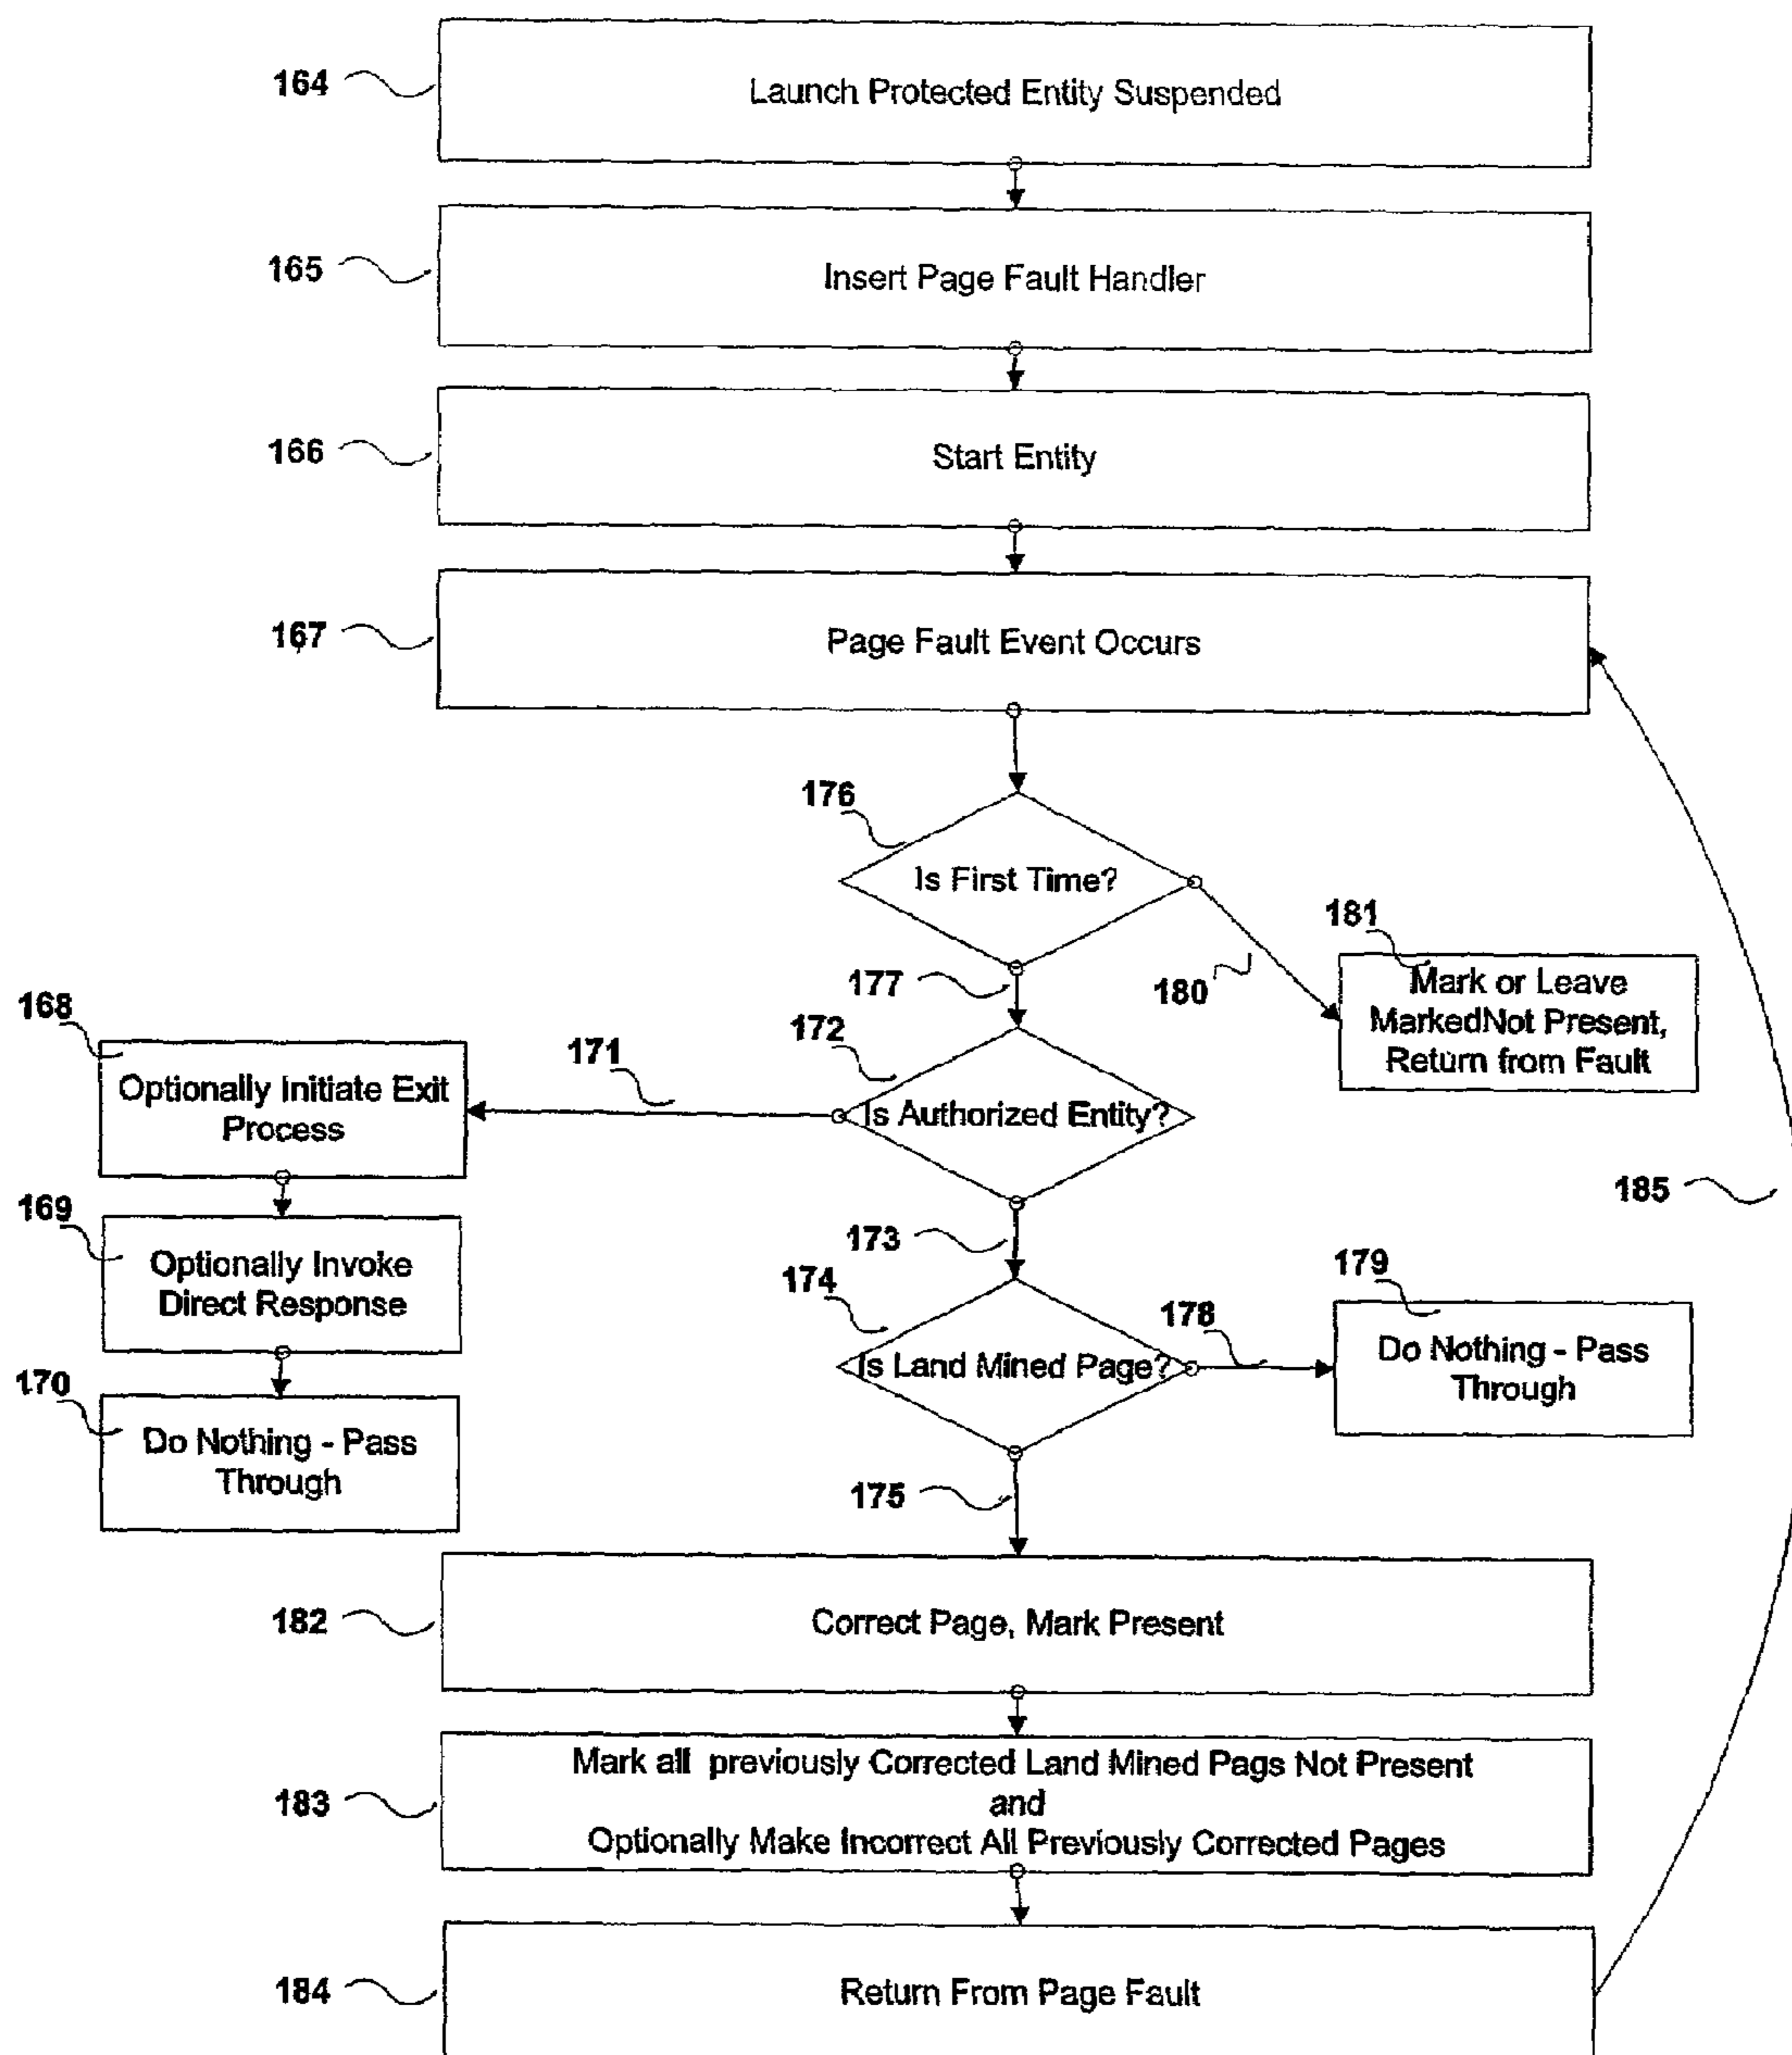 164
Launch Protected Entity Suspended
165
Insert Page Fault Handler
166
Start Entity
167
Page Fault Event Occurs
176
Is First Time?
177
180
181
Mark or Leave
MarkedNot Present,
Return from Fault
168
Optionally Initiate Exit
Process
171
172
Is Authorized Entity?
185
169
Optionally Invoke
Direct Response
173
174
Is Land Mined Page?
178
179
Do Nothing - Pass
Through
170
Do Nothing - Pass
Through
175
182
Correct Page, Mark Present
183
Mark all previously Corrected Land Mined Pags Not Present
and
Optionally Make Incorrect All Previously Corrected Pages
184
Return From Page Fault